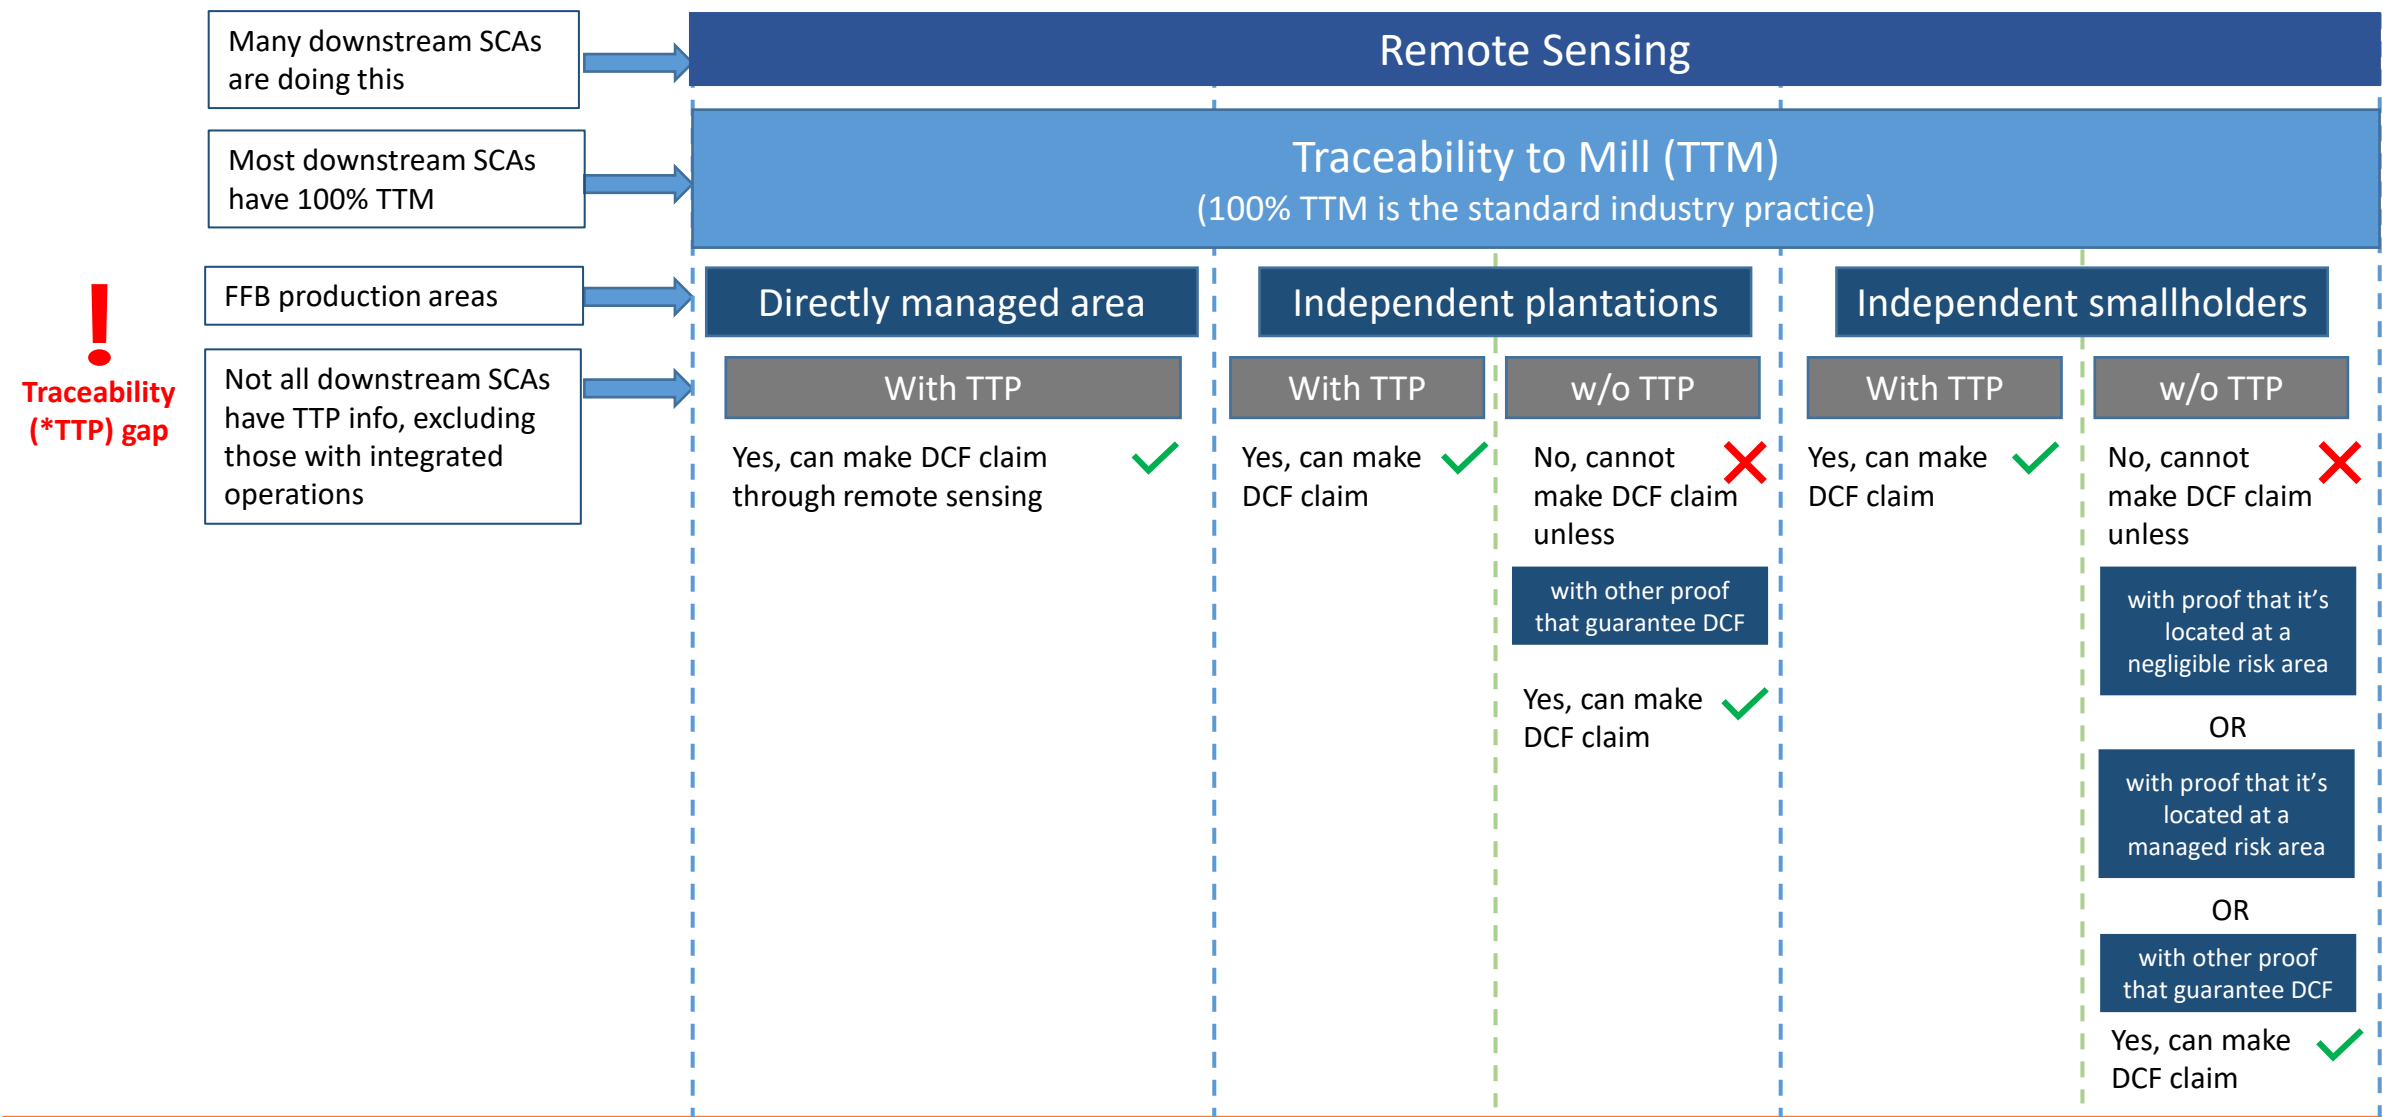 Many downstream SCAs
are doing this
Remote Sensing
Most downstream SCAs
have 100% TTM
Traceability to Mill (TTM)
(100% TTM is the standard industry practice)
!
Traceability
(*TTP) gap
FFB production areas
Directly managed area
Independent plantations
Independent smallholders
Not all downstream SCAs
have TTP info, excluding
those with integrated
operations
With TTP
With TTP
w/o TTP
With TTP
w/o TTP
Yes, can make DCF claim
through remote sensing
Yes, can make
DCF claim
No, cannot
make DCF claim
unless
with other proof
that guarantee DCF
Yes, can make
DCF claim
Yes, can make
DCF claim
No, cannot
make DCF claim
unless
with proof that it’s
located at a
negligible risk area
OR
with proof that it’s
located at a
managed risk area
OR
with other proof
that guarantee DCF
Yes, can make
DCF claim